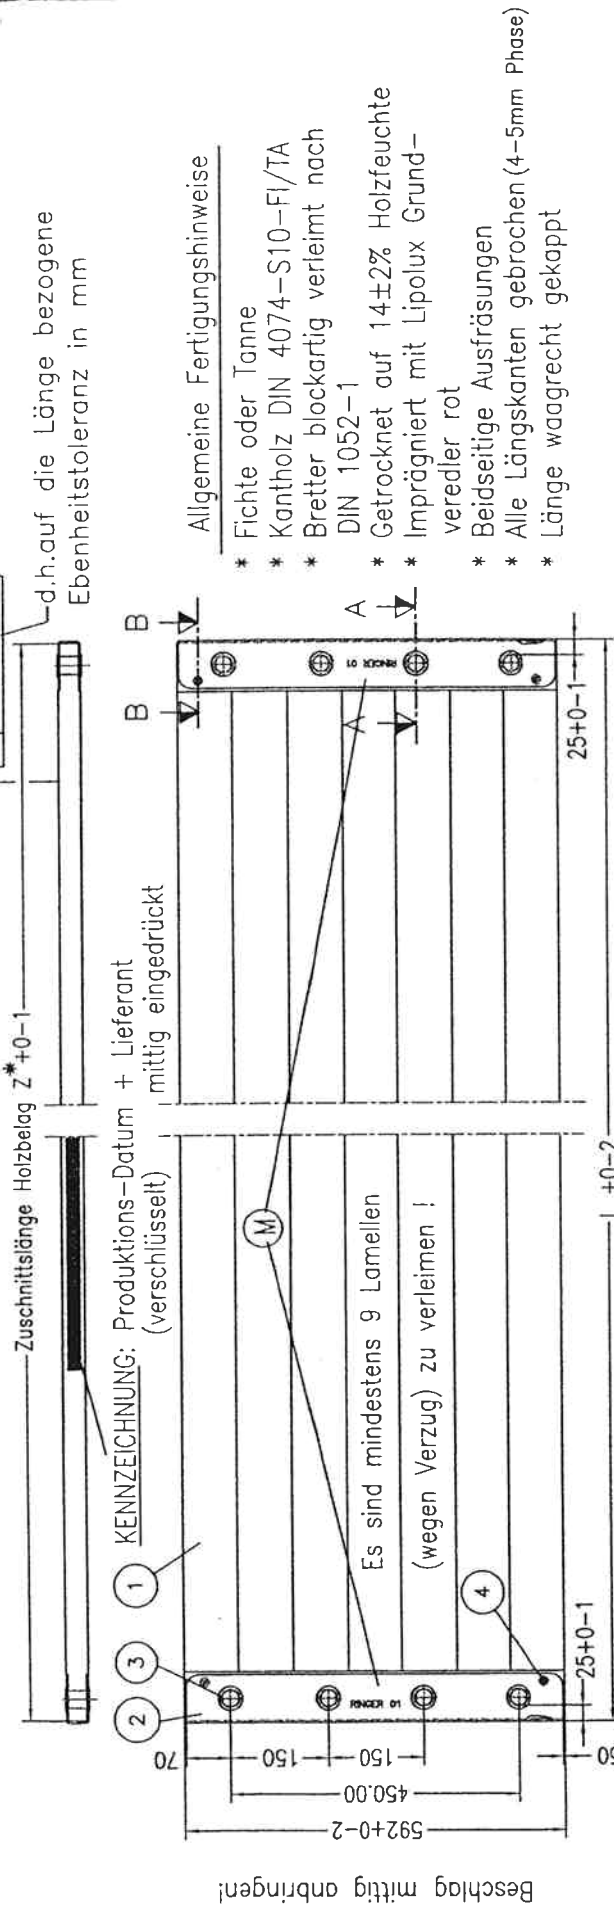 Zuschnittslänge Holzbelag Z*+0-1
d.h.auf die Länge bezogene
Ebenheitstoleranz in mm
KENNZEICHNUNG: Produktions-Datum + Lieferant
(verschlüsselt) mittig eingedrückt
1
2
3
4
M
B
B
A
A
RINGER 01
RINGER 01
Es sind mindestens 9 Lamellen
(wegen Verzug) zu verleimen !
70
150
150
450.00
592+0-2
25+0-1
25+0-1
+0-2
Beschlag mittig anbringen!
Allgemeine Fertigungshinweise
* Fichte oder Tanne
* Kantholz DIN 4074-S10-FI/TA
* Bretter blockartig verleimt nach
DIN 1052-1
* Getrocknet auf 14±2% Holzfeuchte
* Imprägniert mit Lipolux Grund-
veredler rot
* Beidseitige Ausfräsungen
* Alle Längskanten gebrochen(4-5mm Phase)
* Länge waagrecht gekappt